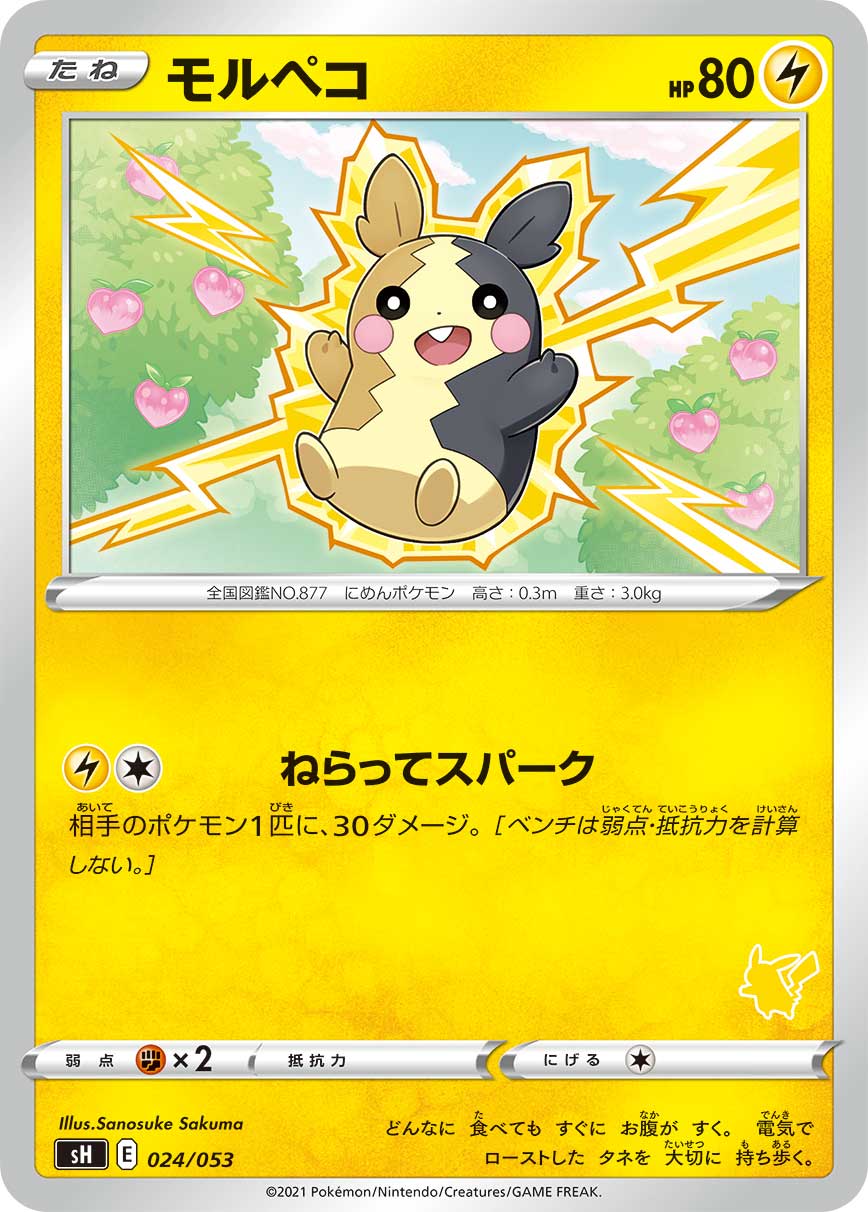 たね モルペコ HP80
全国図鑑NO.877 にめんポケモン 高さ:0.3m 重さ:3.0kg
ねらってスパーク
相手のポケモン1匹に、30ダメージ。[ベンチは弱点・抵抗力を計算
しない。]
弱点 ×2 抵抗力 にげる
Illus.Sanosuke Sakuma
どんなに 食べても すぐに お腹が すく。 電気で
ローストした タネを 大切に 持ち歩く。
sH E 024/053
©2021 Pokémon/Nintendo/Creatures/GAME FREAK.